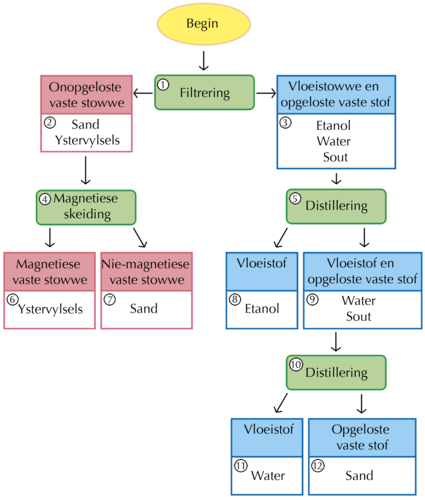 Begin
① Filtrering
Onopgeloste
vaste stowwe
② Sand
Ystervylsels
Vloeistowwe en
opgeloste vaste stof
③ Etanol
Water
Sout
④ Magnetiese
skeiding
⑤ Distillering
Magnetiese
vaste stowwe
⑥ Ystervylsels
Nie-magnetiese
vaste stowwe
⑦ Sand
Vloeistof
⑧ Etanol
Vloeistof en
opgeloste vaste stof
⑨ Water
Sout
⑩ Distillering
Vloeistof
⑪ Water
Opgeloste
vaste stof
⑫ Sand